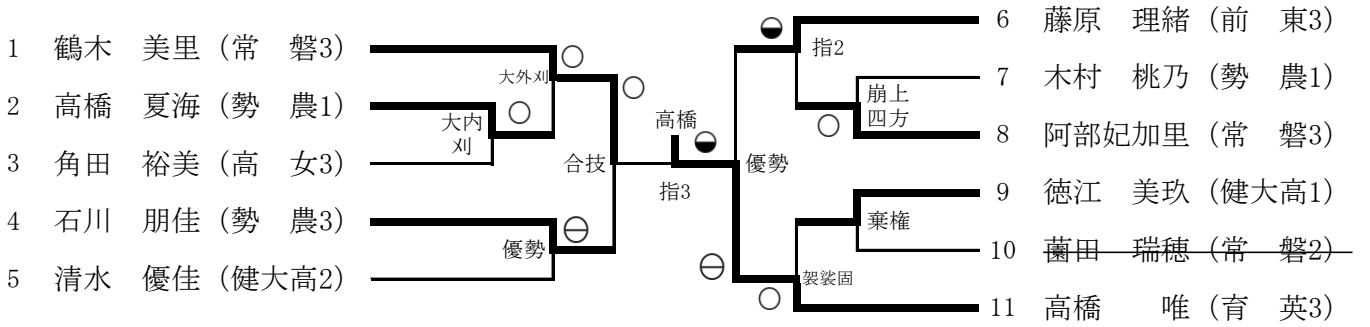 1 鶴木 美里（常 磐3）
2 高橋 夏海（勢 農1）
3 角田 裕美（高 女3）
4 石川 朋佳（勢 農3）
5 清水 優佳（健大高2）
大外刈
大内
刈
合技
優勢
高橋
指3
優勢
指2
崩上
四方
棄権
袈裟固
6 藤原 理緒（前 東3）
7 木村 桃乃（勢 農1）
8 阿部妃加里（常 磐3）
9 徳江 美玖（健大高1）
10 薗田 瑞穂（常 磐2）
11 高橋 唯（育 英3）